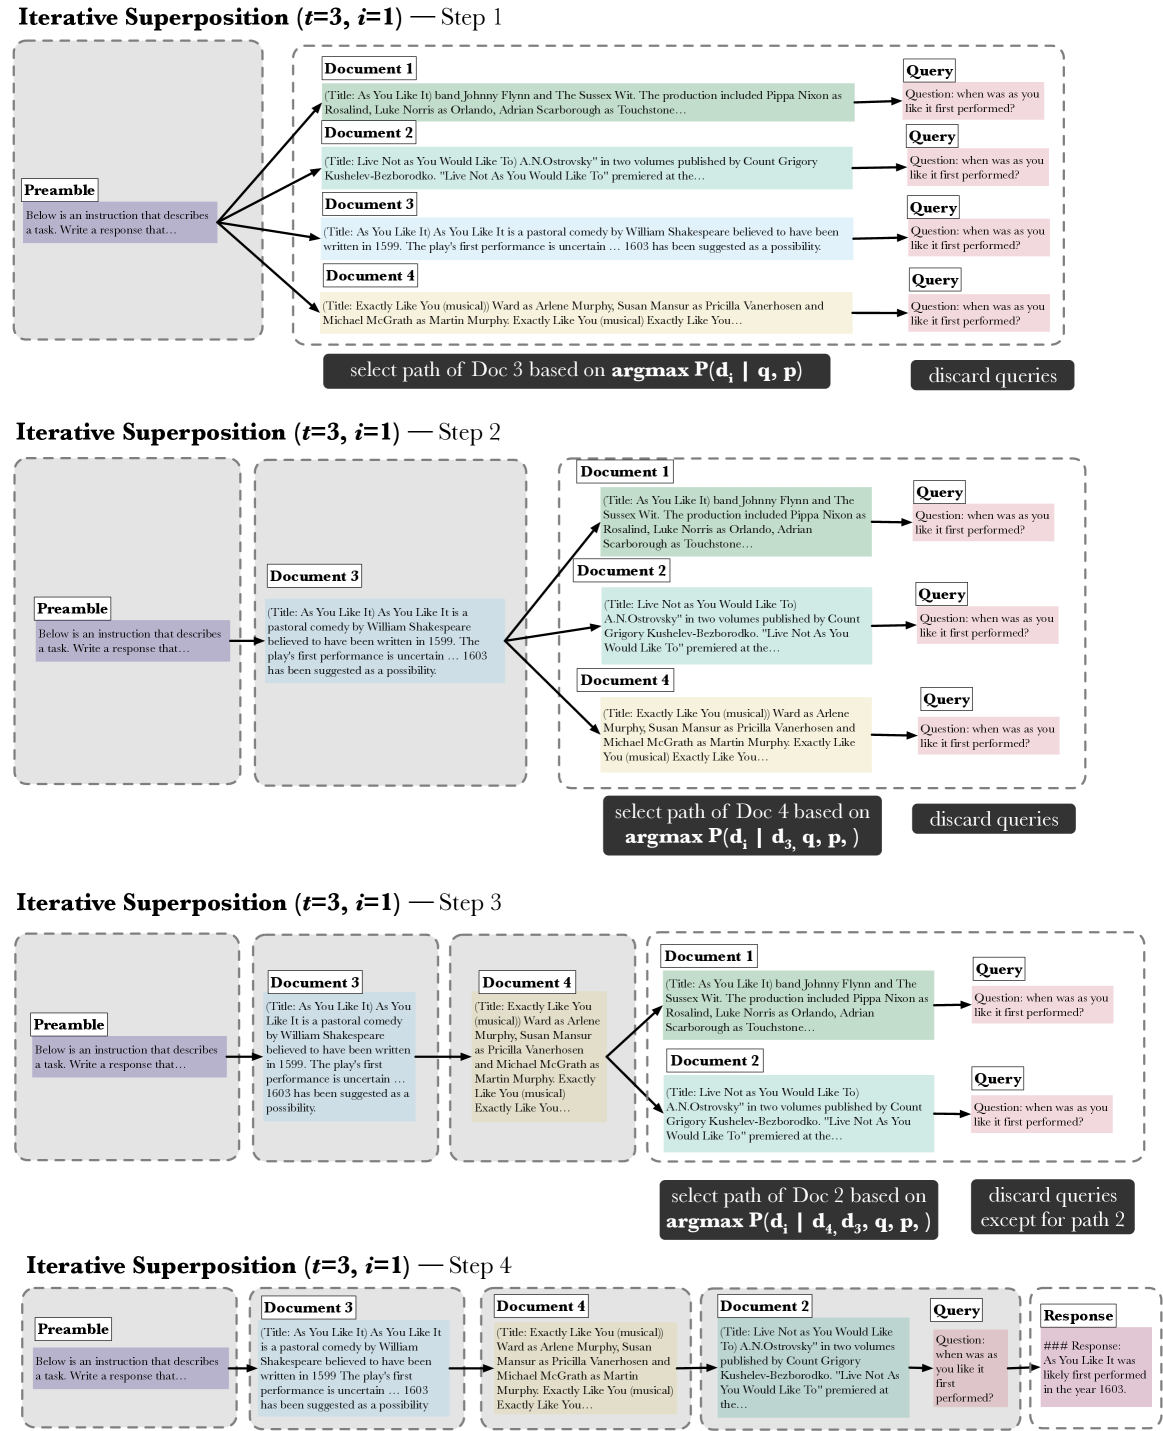 Iterative Superposition (t=3, i=1) — Step 1
Document 1
(Title: As You Like It) band Johnny Flynn and The Sussex Wit. The production included Pippa Nixon as
Rosalind, Luke Norris as Orlando, Adrian Scarborough as Touchstone…
Query
Question: when was as you
like it first performed?
Document 2
(Title: Live Not as You Would Like To) A.N.Ostrovsky" in two volumes published by Count Grigory
Kushelev-Bezborodko. "Live Not As You Would Like To" premiered at the…
Query
Question: when was as you
like it first performed?
Preamble
Below is an instruction that describes
a task. Write a response that…
Document 3
(Title: As You Like It) As You Like It is a pastoral comedy by William Shakespeare believed to have been
written in 1599. The play's first performance is uncertain … 1603 has been suggested as a possibility.
Query
Question: when was as you
like it first performed?
Document 4
(Title: Exactly Like You (musical)) Ward as Arlene Murphy, Susan Mansur as Pricilla Vanerhosen and
Michael McGrath as Martin Murphy. Exactly Like You (musical) Exactly Like You…
Query
Question: when was as you
like it first performed?
select path of Doc 3 based on argmax P(di | q, p)
discard queries
Iterative Superposition (t=3, i=1) — Step 2
Preamble
Below is an instruction that describes
a task. Write a response that…
Document 3
(Title: As You Like It) As You Like It is a
pastoral comedy by William Shakespeare
believed to have been written in 1599. The
play's first performance is uncertain … 1603
has been suggested as a possibility.
Document 1
(Title: As You Like It) band Johnny Flynn and The
Sussex Wit. The production included Pippa Nixon as
Rosalind, Luke Norris as Orlando, Adrian
Scarborough as Touchstone…
Query
Question: when was as you
like it first performed?
Document 2
(Title: Live Not as You Would Like To)
A.N.Ostrovsky" in two volumes published by Count
Grigory Kushelev-Bezborodko. "Live Not As You
Would Like To" premiered at the…
Query
Question: when was as you
like it first performed?
Document 4
(Title: Exactly Like You (musical)) Ward as Arlene
Murphy, Susan Mansur as Pricilla Vanerhosen and
Michael McGrath as Martin Murphy. Exactly Like
You (musical) Exactly Like You…
Query
Question: when was as you
like it first performed?
select path of Doc 4 based on
argmax P(di | d3, q, p, )
discard queries
Iterative Superposition (t=3, i=1) — Step 3
Preamble
Below is an instruction that describes
a task. Write a response that…
Document 3
(Title: As You Like It) As You
Like It is a pastoral comedy
by William Shakespeare
believed to have been written
in 1599. The play's first
performance is uncertain …
1603 has been suggested as a
possibility.
Document 4
(Title: Exactly Like You
(musical)) Ward as Arlene
Murphy, Susan Mansur
as Pricilla Vanerhosen
and Michael McGrath as
Martin Murphy. Exactly
Like You (musical)
Exactly Like You…
Document 1
(Title: As You Like It) band Johnny Flynn and The
Sussex Wit. The production included Pippa Nixon as
Rosalind, Luke Norris as Orlando, Adrian
Scarborough as Touchstone…
Query
Question: when was as you
like it first performed?
Document 2
(Title: Live Not as You Would Like To)
A.N.Ostrovsky" in two volumes published by Count
Grigory Kushelev-Bezborodko. "Live Not As You
Would Like To" premiered at the…
Query
Question: when was as you
like it first performed?
select path of Doc 2 based on
argmax P(di | d4, d3, q, p, )
discard queries
except for path 2
Iterative Superposition (t=3, i=1) — Step 4
Preamble
Below is an instruction that describes
a task. Write a response that…
Document 3
(Title: As You Like It) As You Like It
is a pastoral comedy by William
Shakespeare believed to have been
written in 1599 The play's first
performance is uncertain … 1603
has been suggested as a possibility
Document 4
(Title: Exactly Like You (musical))
Ward as Arlene Murphy, Susan
Mansur as Pricilla Vanerhosen and
Michael McGrath as Martin
Murphy. Exactly Like You (musical)
Exactly Like You…
Document 2
(Title: Live Not as You Would Like
To) A.N.Ostrovsky" in two volumes
published by Count Grigory
Kushelev-Bezborodko. "Live Not As
You Would Like To" premiered at
the…
Query
Question:
when was as
you like it
first
performed?
Response
### Response:
As You Like It was
likely first performed
in the year 1603.